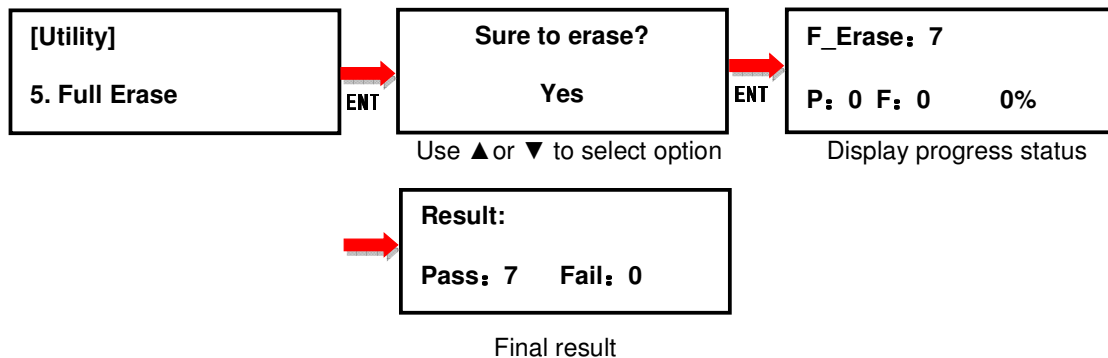 [Utility]
5. Full Erase
ENT
Sure to erase?
Yes
Use ▲or ▼ to select option
ENT
F_Erase：7
P：0 F：0 0%
Display progress status
Result:
Pass：7 Fail：0
Final result